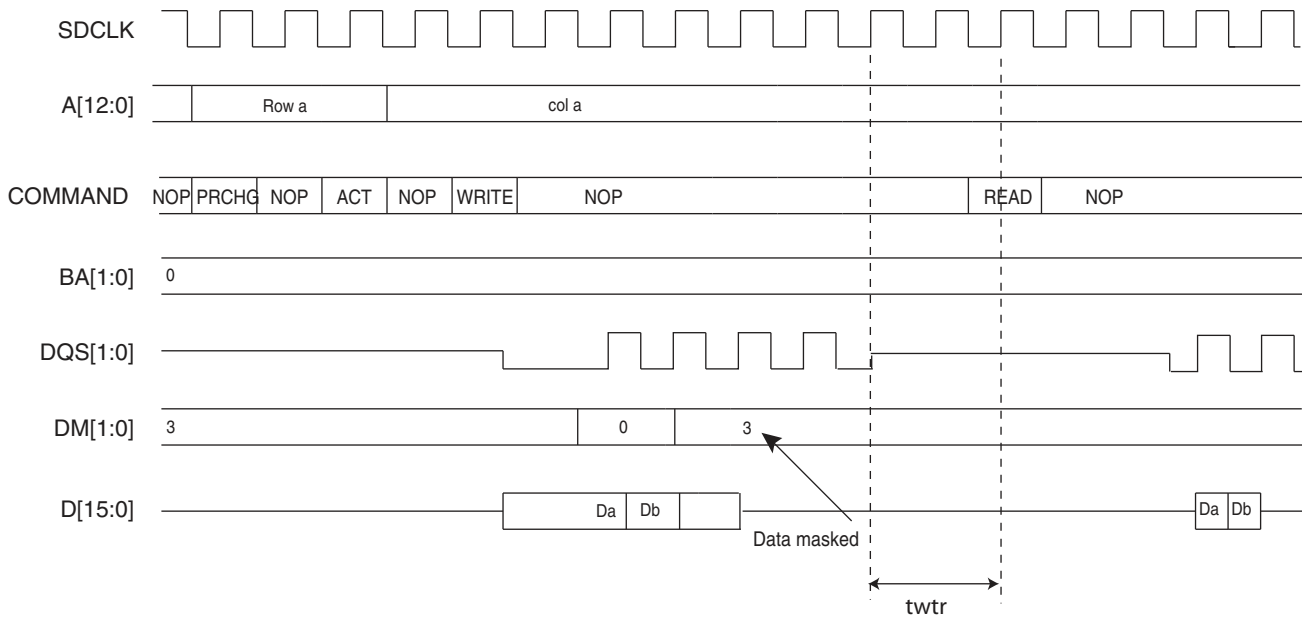 SDCLK
A[12:0] Row a col a
COMMAND NOP PRCHG NOP ACT NOP WRITE NOP READ NOP
BA[1:0] 0
DQS[1:0]
DM[1:0] 3 0 3
D[15:0] Da Db Da Db
Data masked
twtr